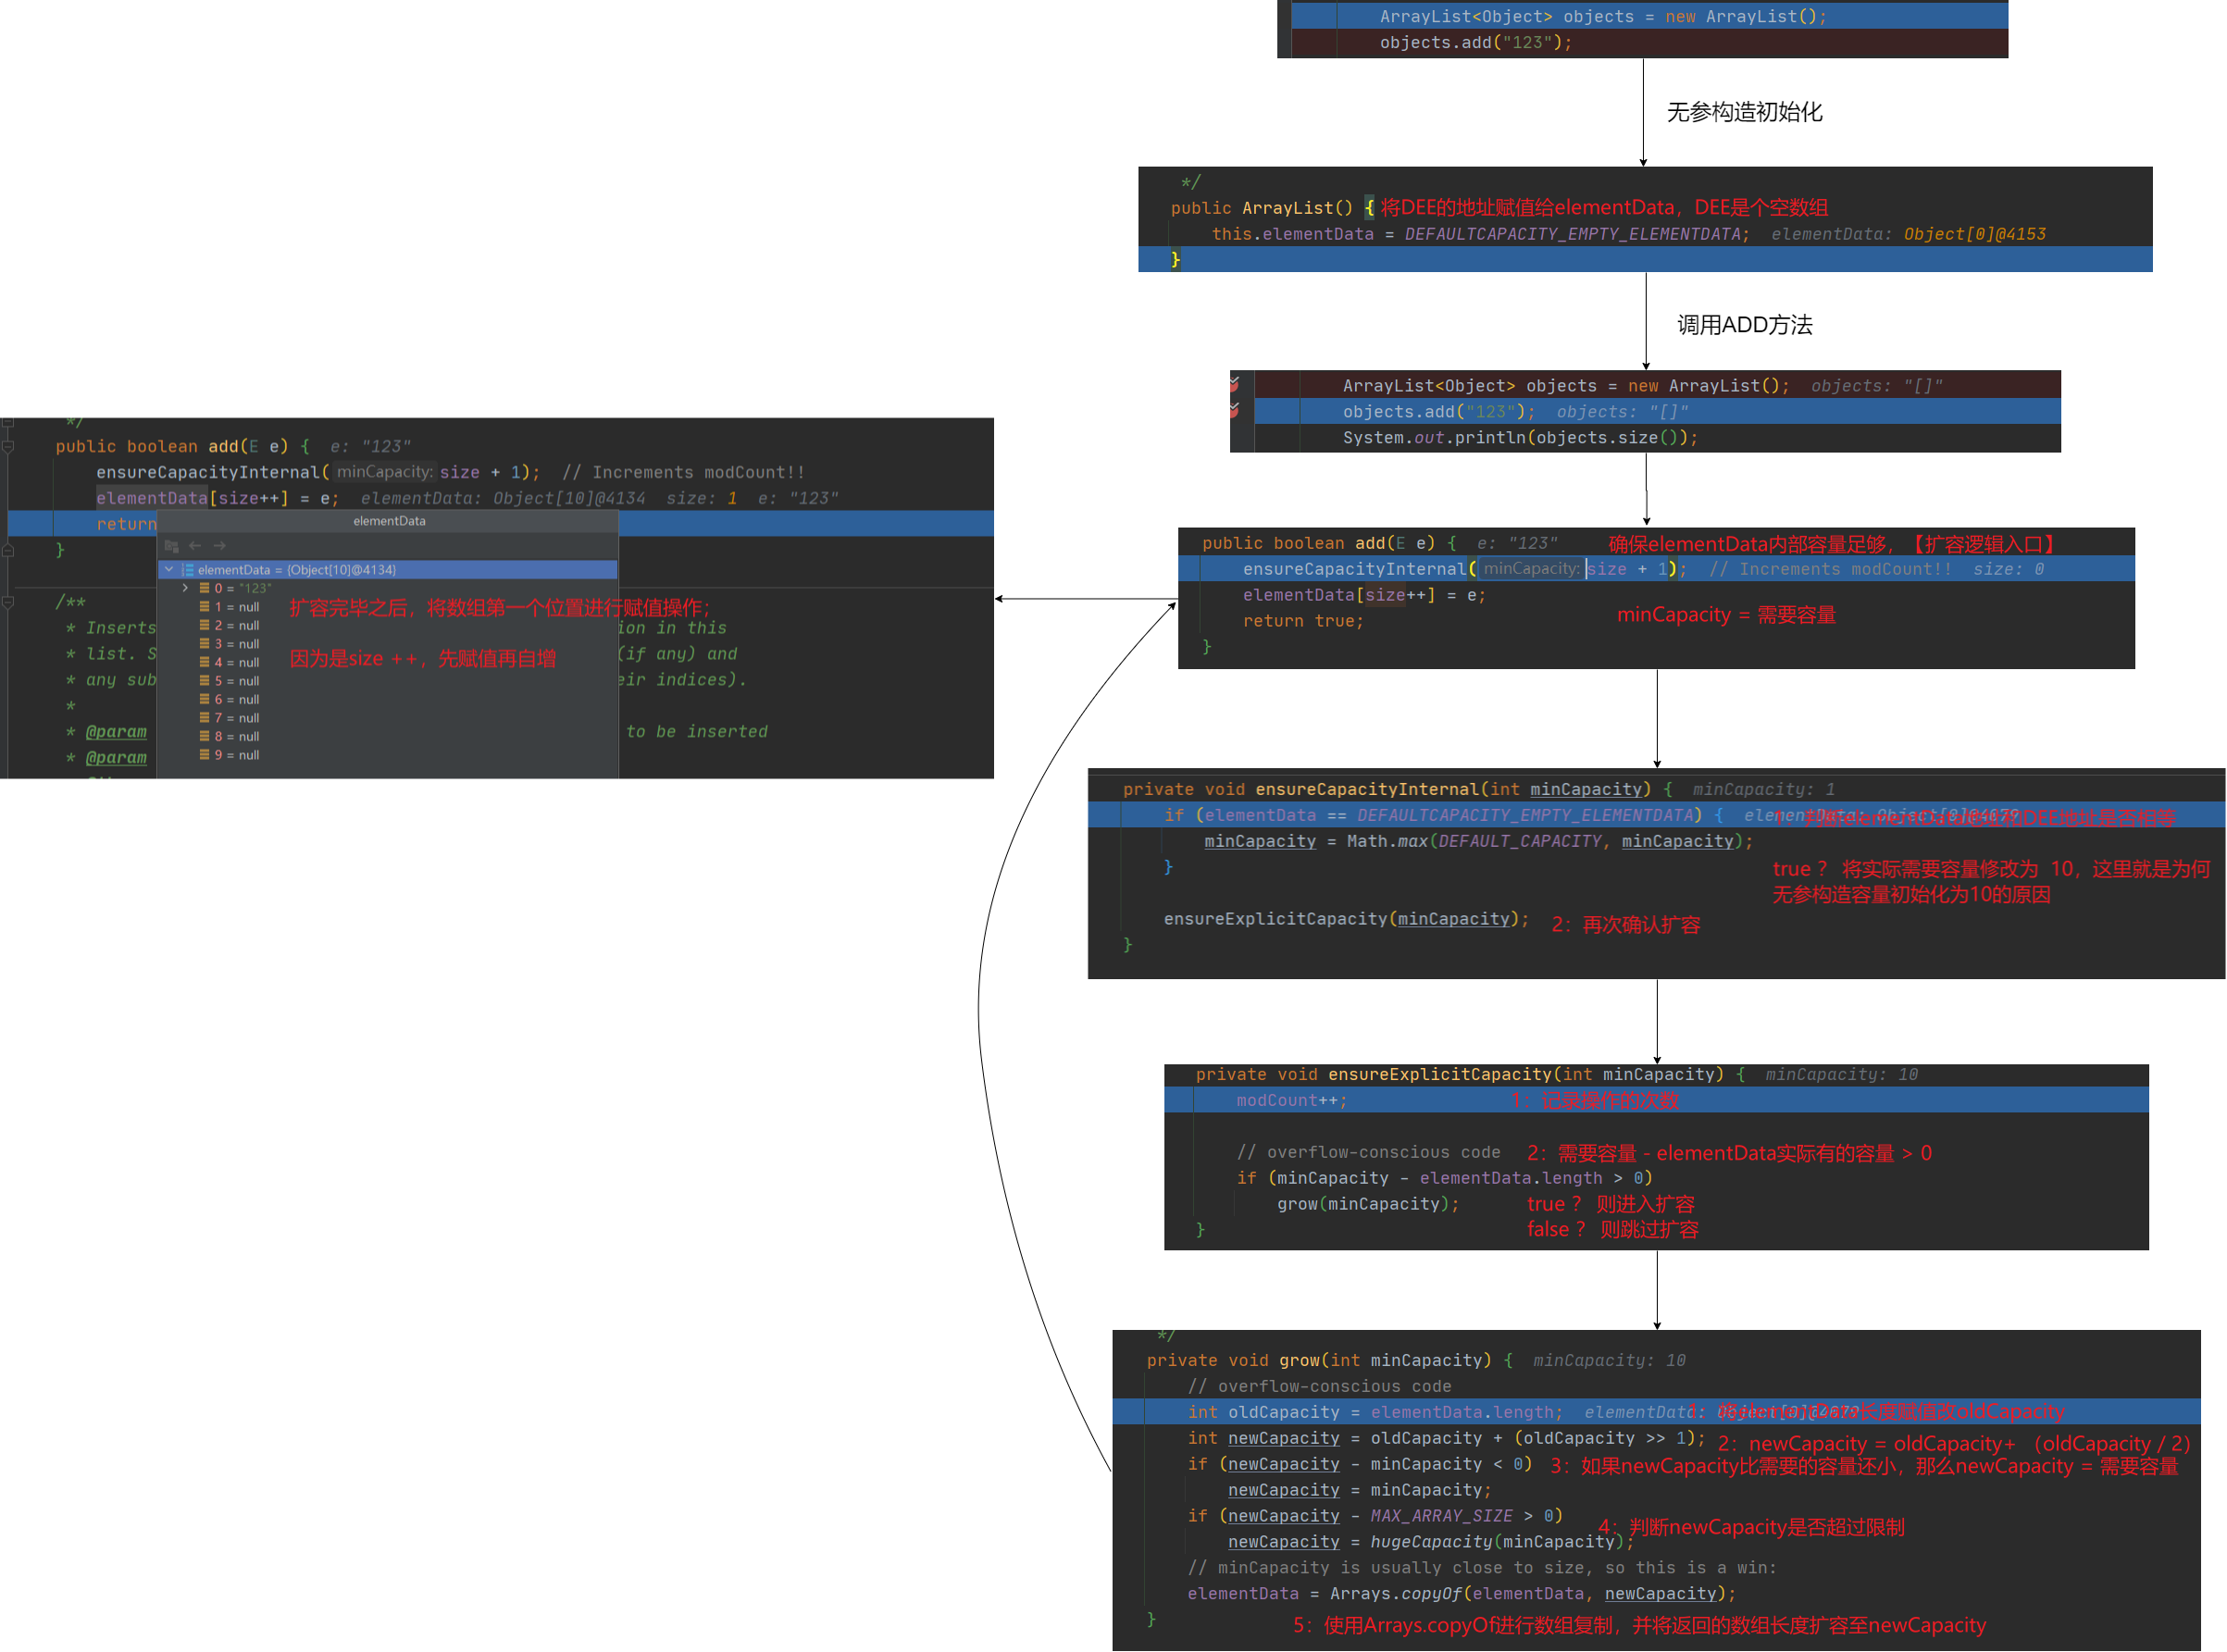 ArrayList<Object> objects = new ArrayList();
objects.add("123");
无参构造初始化
*/
public ArrayList() { 将DEE的地址赋值给elementData，DEE是个空数组
this.elementData = DEFAULTCAPACITY_EMPTY_ELEMENTDATA; elementData: Object[0]@4153
}
调用ADD方法
ArrayList<Object> objects = new ArrayList(); objects: "[]"
objects.add("123"); objects: "[]"
System.out.println(objects.size());
public boolean add(E e) { e: "123" 确保elementData内部容量足够，【扩容逻辑入口】
ensureCapacityInternal( minCapacity: size + 1); // Increments modCount!! size: 0
elementData[size++] = e;
minCapacity = 需要容量
return true;
}
*/
public boolean add(E e) { e: "123"
ensureCapacityInternal( minCapacity: size + 1); // Increments modCount!!
elementData[size++] = e; elementData: Object[10]@4134 size: 1 e: "123"
return
}
elementData
elementData = {Object[10]@4134}
0 = "123"
1 = null
2 = null
3 = null
4 = null
5 = null
6 = null
7 = null
8 = null
9 = null
扩容完毕之后，将数组第一个位置进行赋值操作；
因为是size ++，先赋值再自增
/**
* Inserts ion in this
* list. S (if any) and
* any sub eir indices).
*
* @param to be inserted
* @param
private void ensureCapacityInternal(int minCapacity) { minCapacity: 1
if (elementData == DEFAULTCAPACITY_EMPTY_ELEMENTDATA) { elementData: Object[0]@4079
DEE地址是否相等
minCapacity = Math.max(DEFAULT_CAPACITY, minCapacity);
}
true ？ 将实际需要容量修改为 10，这里就是为何
无参构造容量初始化为10的原因
ensureExplicitCapacity(minCapacity); 2：再次确认扩容
}
private void ensureExplicitCapacity(int minCapacity) { minCapacity: 10
modCount++; 1：记录操作的次数
// overflow-conscious code 2：需要容量 - elementData实际有的容量 > 0
if (minCapacity - elementData.length > 0)
grow(minCapacity); true ？ 则进入扩容
} false ？ 则跳过扩容
*/
private void grow(int minCapacity) { minCapacity: 10
// overflow-conscious code
int oldCapacity = elementData.length; elementData: Object[0]@4079
1：将elementData长度赋值改oldCapacity
int newCapacity = oldCapacity + (oldCapacity >> 1); 2：newCapacity = oldCapacity+ （oldCapacity / 2）
if (newCapacity - minCapacity < 0) 3：如果newCapacity比需要的容量还小，那么newCapacity = 需要容量
newCapacity = minCapacity;
if (newCapacity - MAX_ARRAY_SIZE > 0)
4：判断newCapacity是否超过限制
newCapacity = hugeCapacity(minCapacity);
// minCapacity is usually close to size, so this is a win:
elementData = Arrays.copyOf(elementData, newCapacity);
}
5：使用Arrays.copyOf进行数组复制，并将返回的数组长度扩容至newCapacity